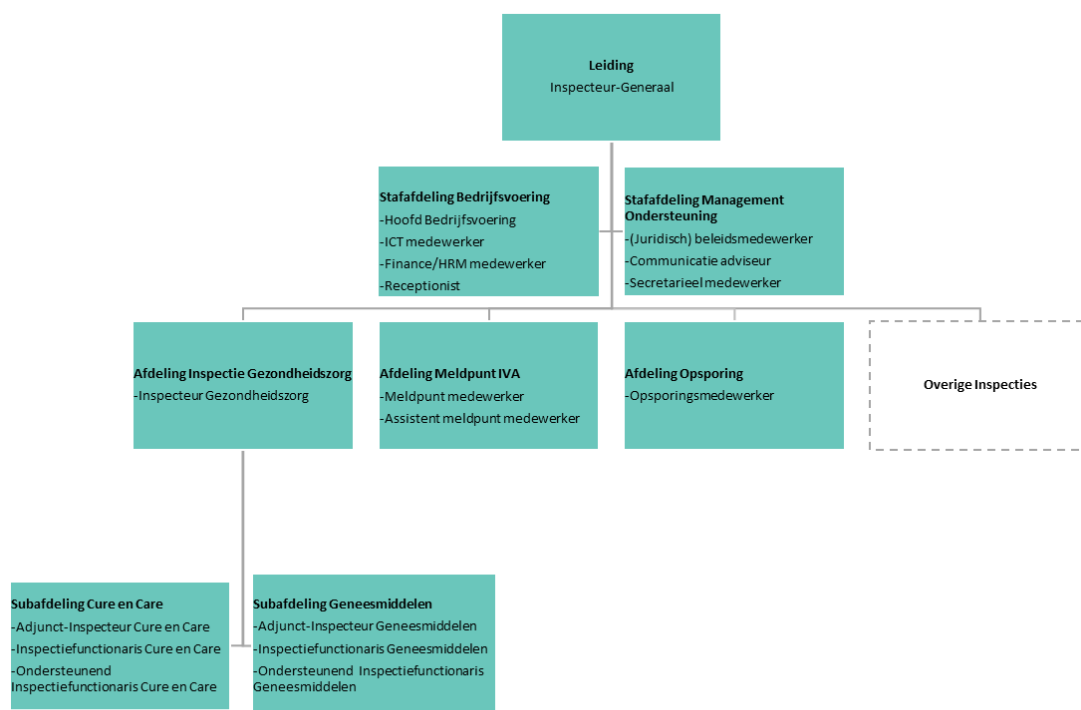 Leiding
Inspecteur-Generaal
Stafafdeling Bedrijfsvoering
-Hoofd Bedrijfsvoering
-ICT medewerker
-Finance/HRM medewerker
-Receptionist
Stafafdeling Management
Ondersteuning
-(Juridisch) beleidsmedewerker
-Communicatie adviseur
-Secretarieel medewerker
Afdeling Inspectie Gezondheidszorg
-Inspecteur Gezondheidszorg
Afdeling Meldpunt IVA
-Meldpunt medewerker
-Assistent meldpunt medewerker
Afdeling Opsporing
-Opsporingsmedewerker
Overige Inspecties
Subafdeling Cure en Care
-Adjunct-Inspecteur Cure en Care
-Inspectiefunctionaris Cure en Care
-Ondersteunend
Inspectiefunctionaris Cure en Care
Subafdeling Geneesmiddelen
-Adjunct-Inspecteur Geneesmiddelen
-Inspectiefunctionaris Geneesmiddelen
-Ondersteunend Inspectiefunctionaris
Geneesmiddelen